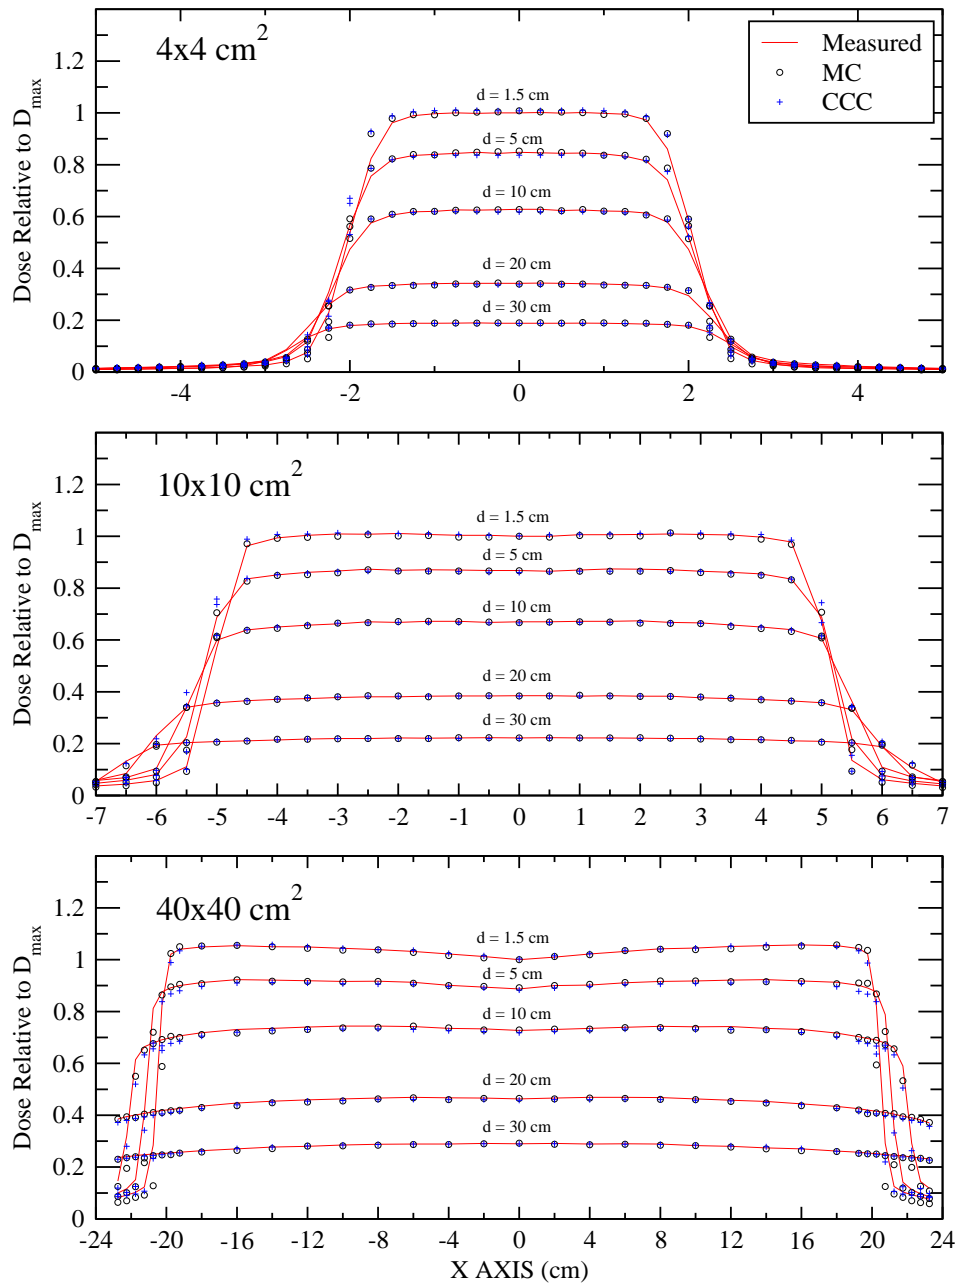 4x4 cm²
Measured
MC
CCC
Dose Relative to D_max
1.2
1
0.8
0.6
0.4
0.2
0
d = 1.5 cm
d = 5 cm
d = 10 cm
d = 20 cm
d = 30 cm
-4 -2 0 2 4
10x10 cm²
Dose Relative to D_max
1.2
1
0.8
0.6
0.4
0.2
0
d = 1.5 cm
d = 5 cm
d = 10 cm
d = 20 cm
d = 30 cm
-7 -6 -5 -4 -3 -2 -1 0 1 2 3 4 5 6 7
40x40 cm²
Dose Relative to D_max
1.2
1
0.8
0.6
0.4
0.2
0
d = 1.5 cm
d = 5 cm
d = 10 cm
d = 20 cm
d = 30 cm
-24 -20 -16 -12 -8 -4 0 4 8 12 16 20 24
X AXIS (cm)